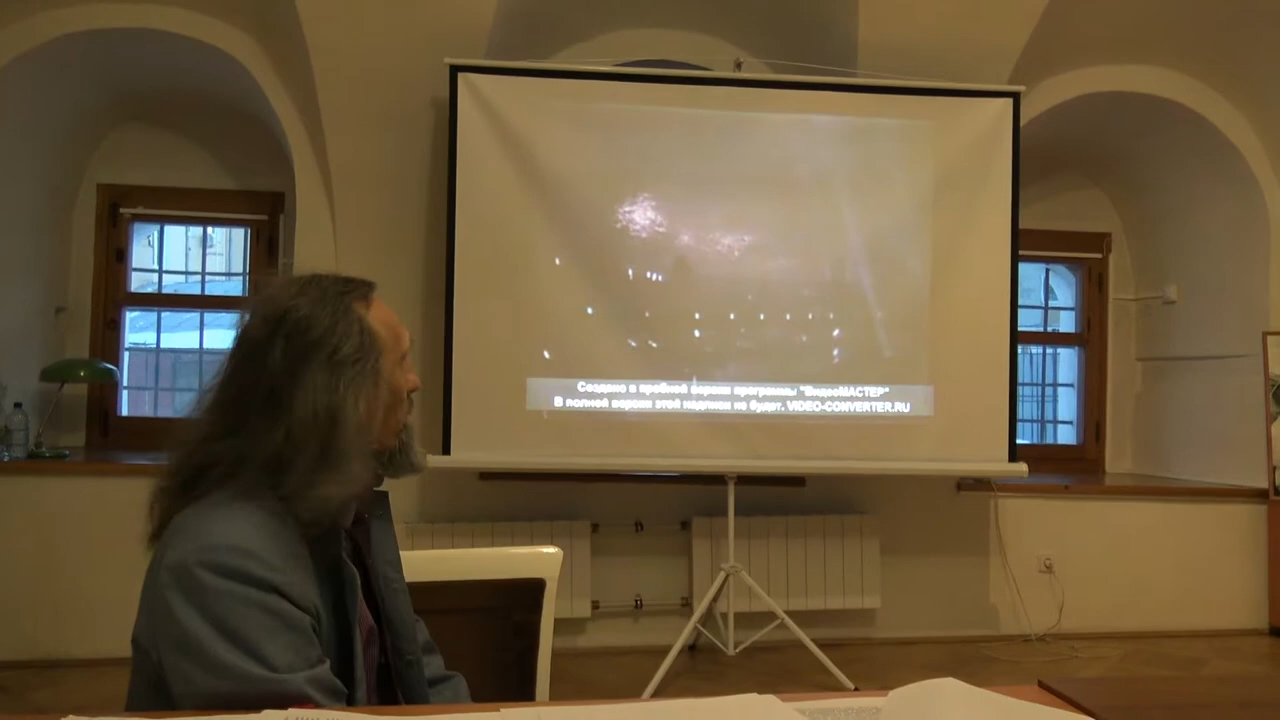 Создано в пробной версии программы "ВидеоМАСТЕР"
В полной версии этой надписи не будет. VIDEO-CONVERTER.RU